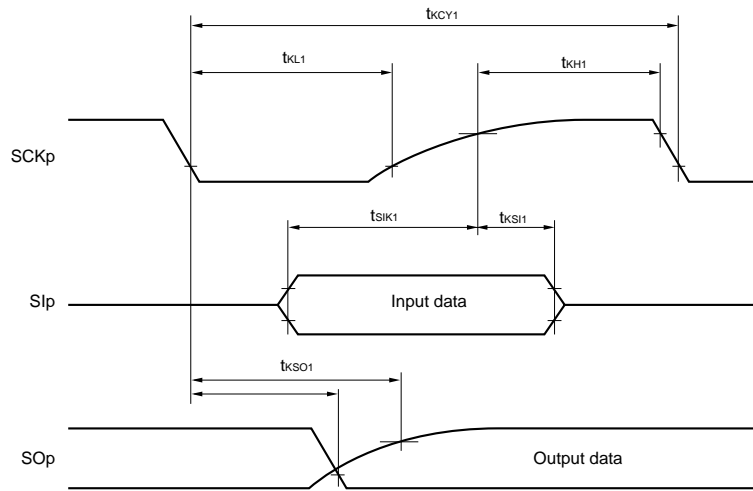 tKCY1
tKL1
tKH1
SCKp
tSIK1
tKSI1
SIp
Input data
tKSO1
SOp
Output data